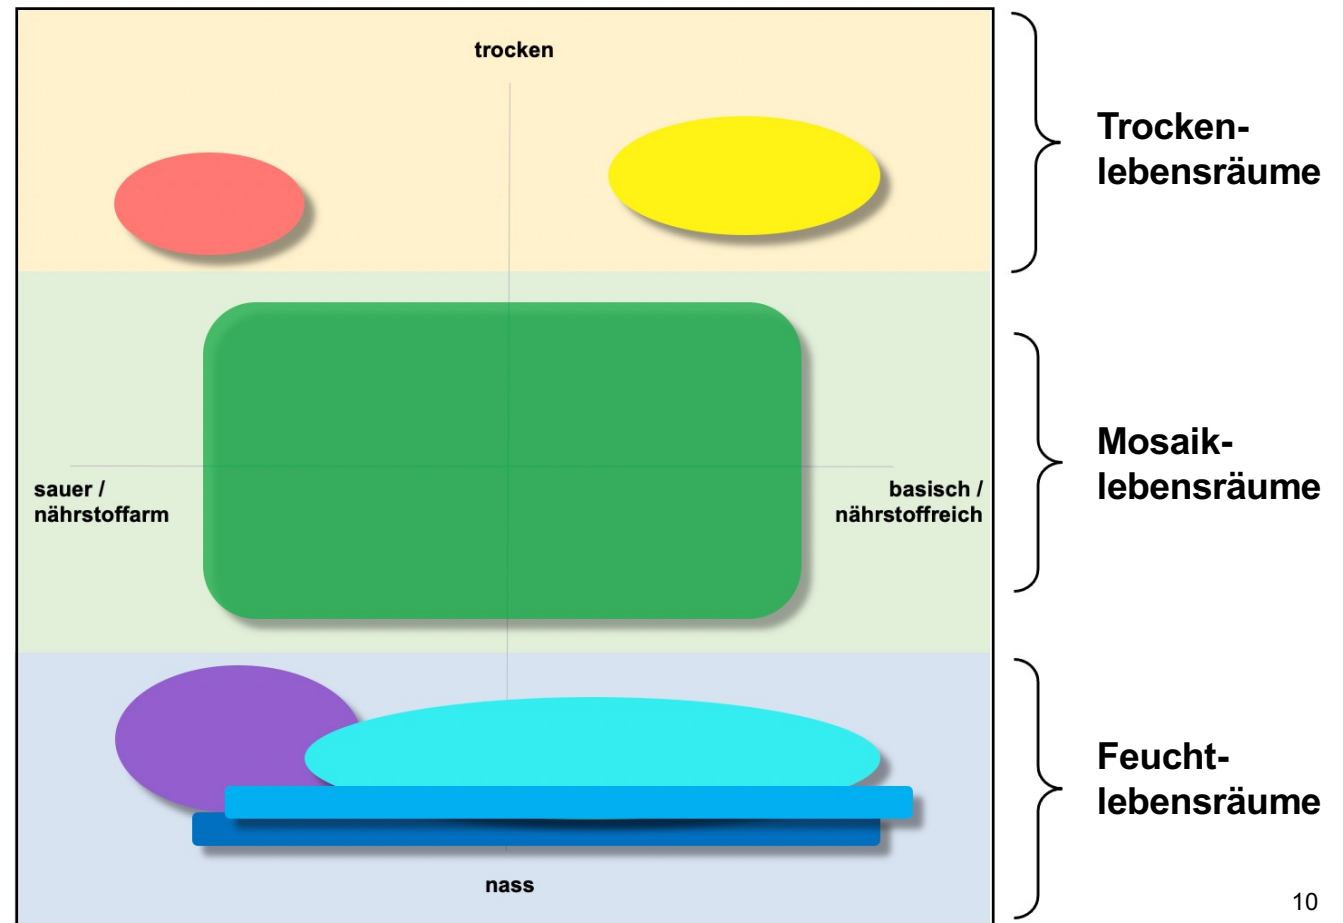 trocken
Trocken-
lebensräume
sauer /
nährstoffarm
basisch /
nährstoffreich
Mosaik-
lebensräume
Feucht-
lebensräume
nass
10